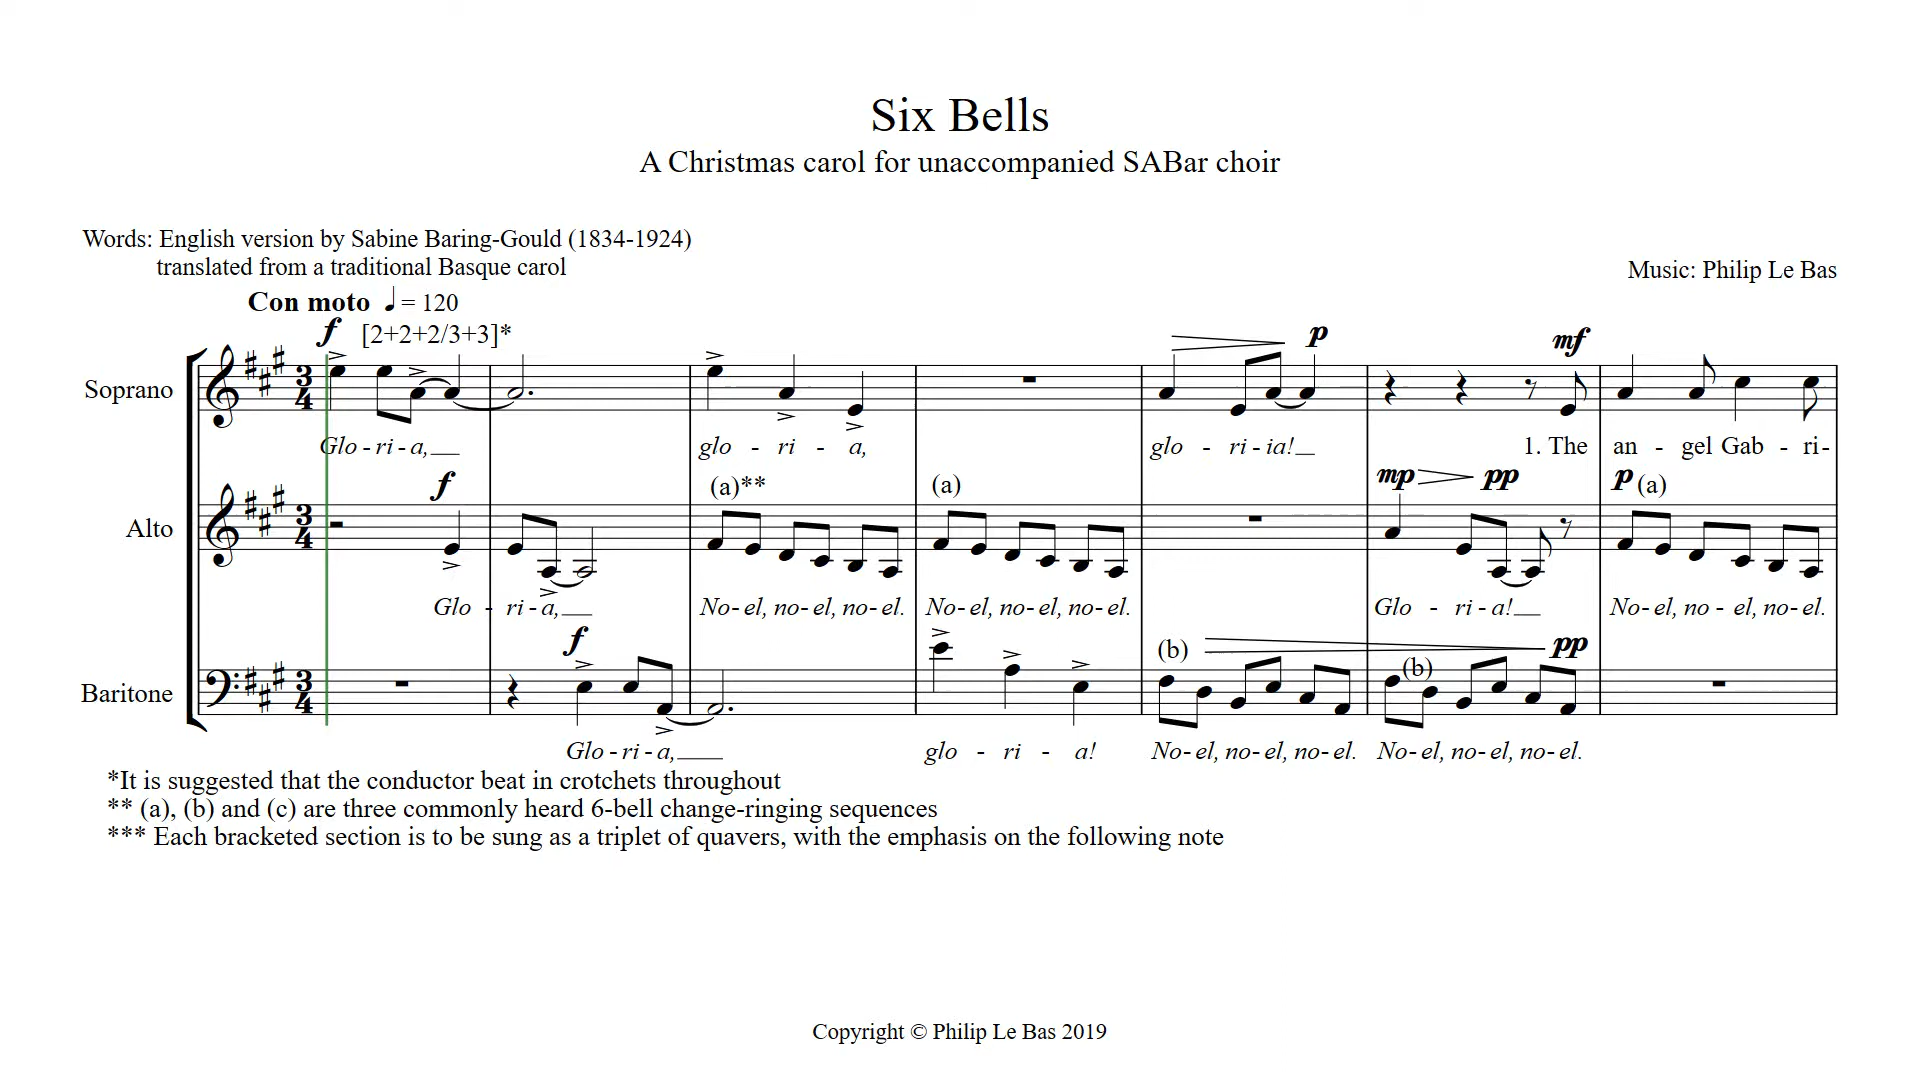 Six Bells
A Christmas carol for unaccompanied SABar choir
Words: English version by Sabine Baring-Gould (1834-1924)
translated from a traditional Basque carol
Music: Philip Le Bas
Con moto ♩= 120
f [2+2+2/3+3]*
p mf
Soprano
3/4
Glo - ri - a, glo - ri - a, glo - ri - ia! 1. The an - gel Gab - ri-
f (a)** (a) mp pp p (a)
Alto
3/4
Glo - ri - a, No- el, no- el, no- el. No- el, no- el, no- el. Glo - ri - a! No- el, no - el, no- el.
f (b) (b) pp
Baritone
3/4
Glo - ri - a, glo - ri - a! No- el, no- el, no- el. No- el, no- el, no- el.
*It is suggested that the conductor beat in crotchets throughout
** (a), (b) and (c) are three commonly heard 6-bell change-ringing sequences
*** Each bracketed section is to be sung as a triplet of quavers, with the emphasis on the following note
Copyright © Philip Le Bas 2019